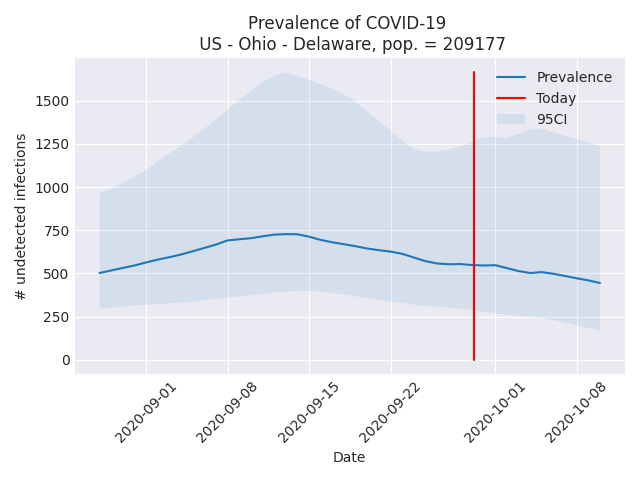 Prevalence of COVID-19
US - Ohio - Delaware, pop. = 209177
Prevalence
Today
95CI
1500
1250
1000
750
500
250
0
# undetected infections
2020-09-01
2020-09-08
2020-09-15
2020-09-22
2020-10-01
2020-10-08
Date